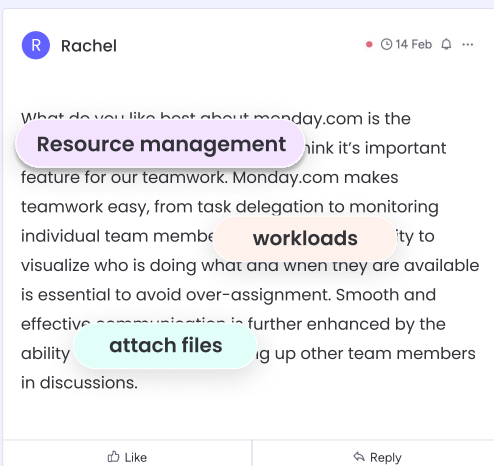 R Rachel 14 Feb
What do you like best about monday.com is the
Resource management think it's important
feature for our teamwork. Monday.com makes
teamwork easy, from task delegation to monitoring
individual team workloads to
visualize who is doing what and when they are available
is essential to avoid over-assignment. Smooth and
effective communication is further enhanced by the
ability attach files up other team members
in discussions.
Like Reply